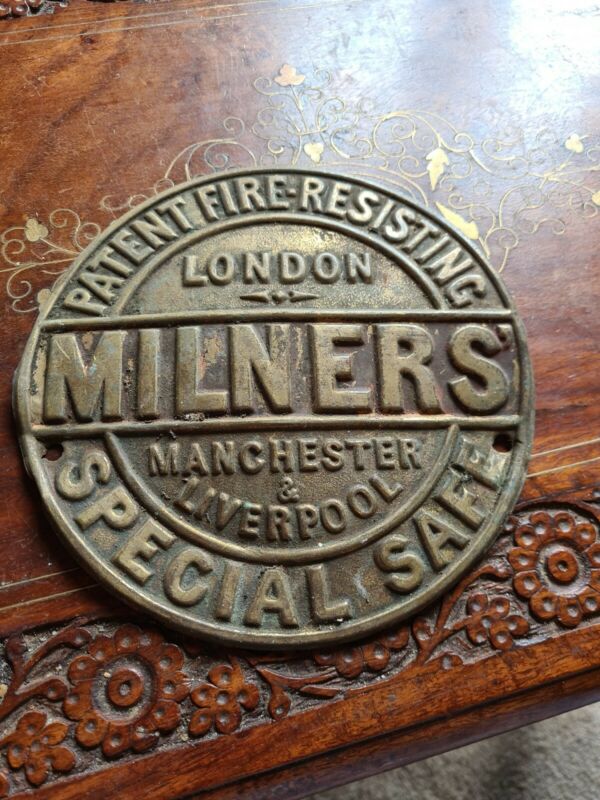 PATENT FIRE-RESISTING
LONDON
MILNERS'
MANCHESTER
&
LIVERPOOL
SPECIAL SAFE